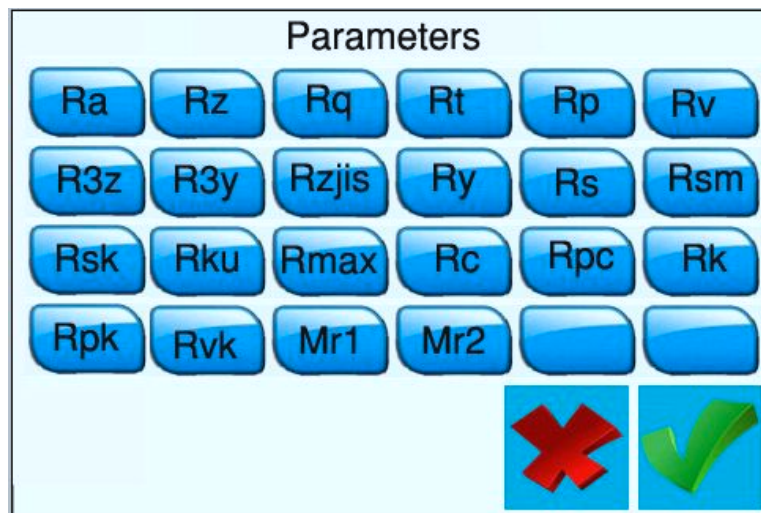 Parameters
Ra Rz Rq Rt Rp Rv
R3z R3y Rzjis Ry Rs Rsm
Rsk Rku Rmax Rc Rpc Rk
Rpk Rvk Mr1 Mr2